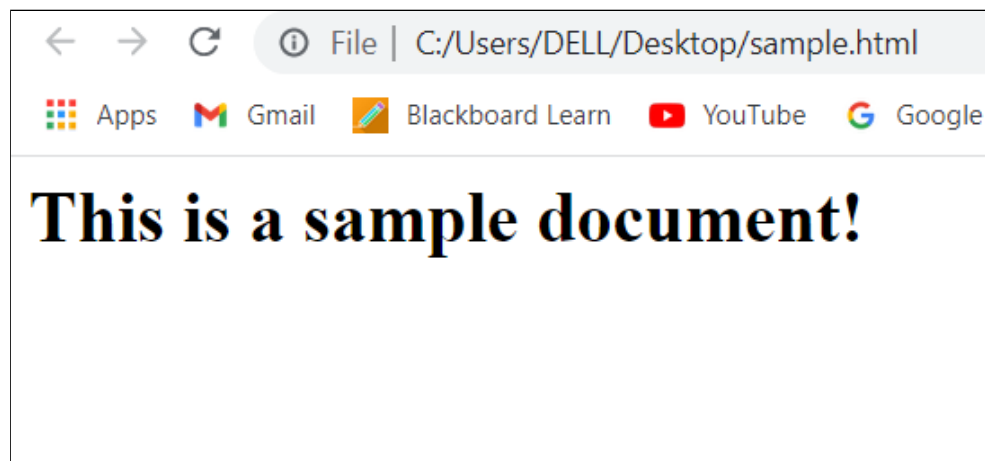 File | C:/Users/DELL/Desktop/sample.html
Apps Gmail Blackboard Learn YouTube Google
This is a sample document!